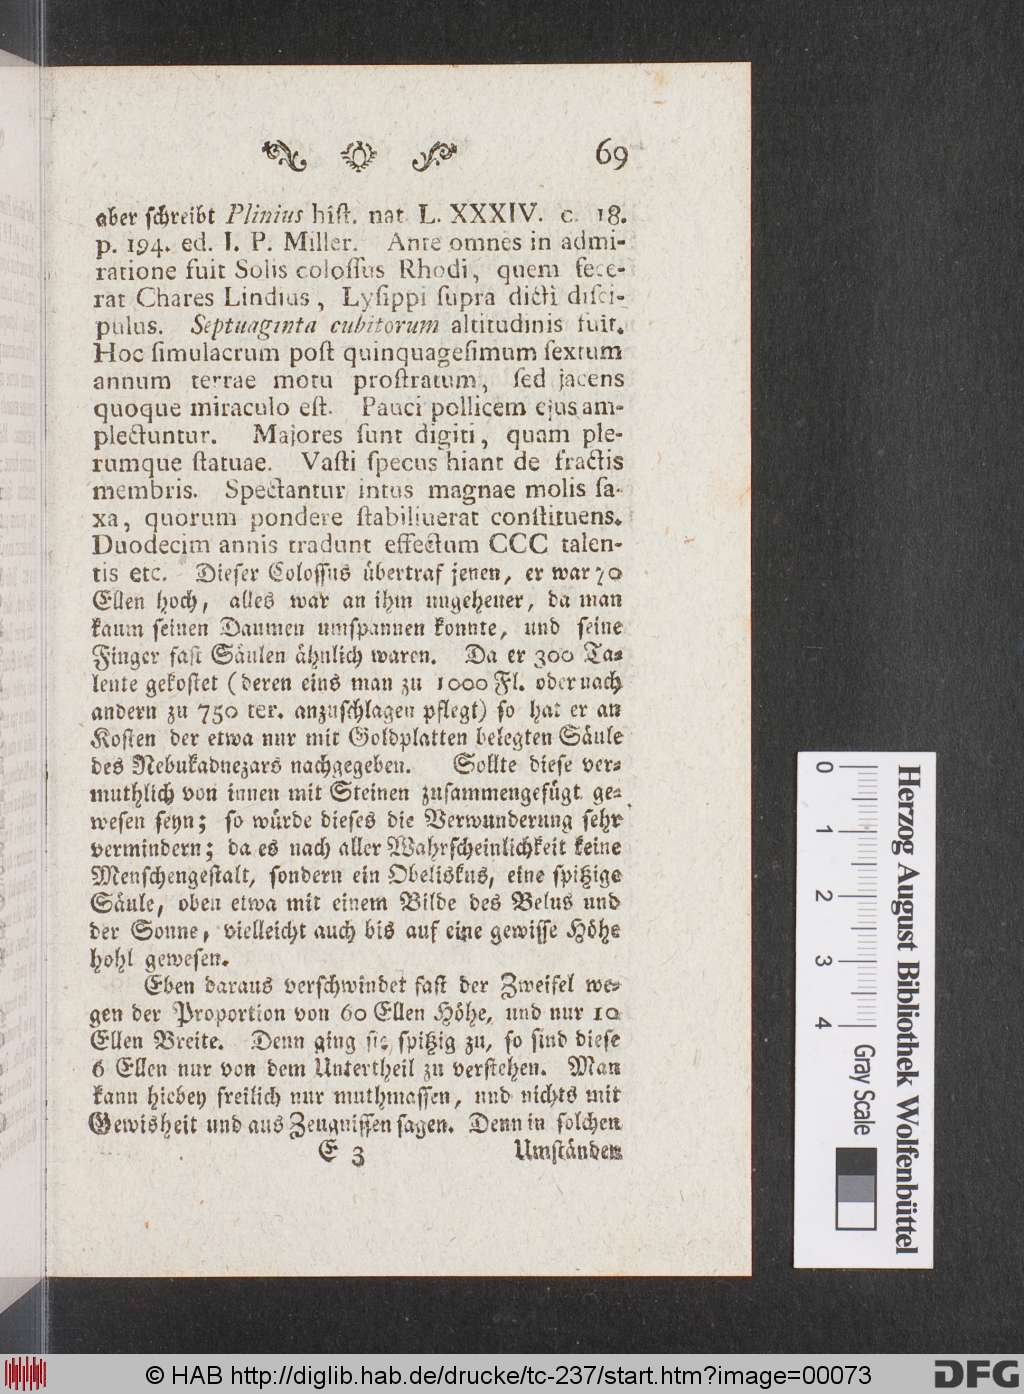 69
aber schreibt Plinius hiſt. nat. L. XXXIV. c. 18.
p. 194. ed. I. P. Miller. Ante omnes in admi-
ratione fuit Solis coloſſus Rhodi, quem fece-
rat Chares Lindius, Lyſippi ſupra dicti diſci-
pulus. Septuaginta cubitorum altitudinis fuit.
Hoc ſimulacrum poſt quinquageſimum ſextum
annum terrae motu proſtratum, ſed jacens
quoque miraculo eſt. Pauci pollicem ejus am-
plectuntur. Majores ſunt digiti, quam ple-
rumque ſtatuae. Vaſti ſpecus hiant de fractis
membris. Spectantur intus magnae molis ſa-
xa, quorum pondere ſtabiliuerat conſtituens.
Duodecim annis tradunt effectum CCC talen-
tis etc. Dieſer Coloſſus übertraf jenen, er war 70
Ellen hoch, alles war an ihm ungeheuer, da man
kaum ſeinen Daumen umſpannen konnte, und ſeine
Finger faſt Säulen ähnlich waren. Da er 300 Ta-
lente gekoſtet (deren eins man zu 1000 Fl. oder nach
andern zu 750 ter. anzuſchlagen pflegt) ſo hat er an
Koſten der etwa nur mit Goldplatten belegten Säule
des Nebukadnezars nachgegeben. Sollte dieſe ver-
muthlich von innen mit Steinen zuſammengefügt ge-
weſen ſeyn; ſo würde dieſes die Verwunderung ſehr
vermindern; da es nach aller Wahrſcheinlichkeit keine
Menſchengeſtalt, ſondern ein Obeliskus, eine ſpitzige
Säule, oben etwa mit einem Bilde des Belus und
der Sonne, vielleicht auch bis auf eine gewiſſe Höhe
hohl geweſen.
Eben daraus verſchwindet faſt der Zweifel we-
gen der Proportion von 60 Ellen Höhe, und nur 10
Ellen Breite. Denn ging ſie ſpitzig zu, ſo ſind dieſe
6 Ellen nur von dem Untertheil zu verſtehen. Man
kann hiebey freilich nur muthmaſſen, und nichts mit
Gewisheit und aus Zeugniſſen ſagen. Denn in ſolchen
E 3 Umſtänden
Herzog August Bibliothek Wolfenbüttel
0 1 2 3 4 Gray Scale
© HAB http://diglib.hab.de/drucke/tc-237/start.htm?image=00073
DFG